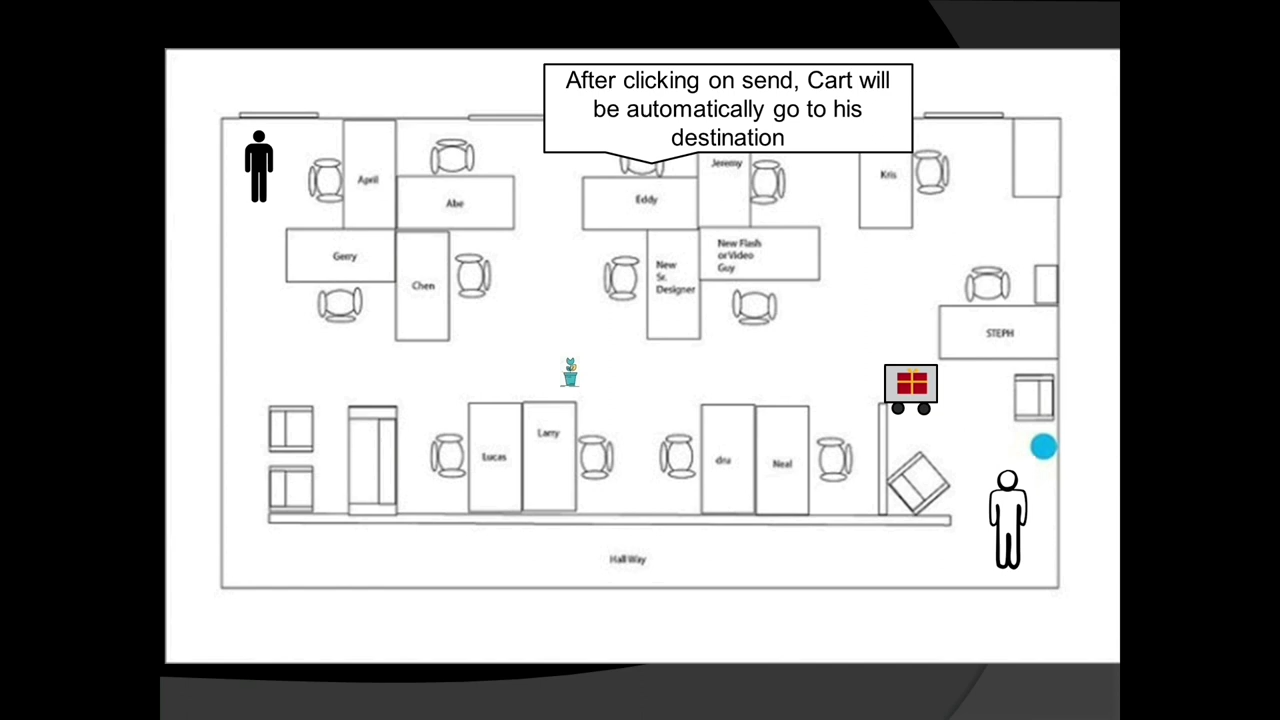 After clicking on send, Cart will
be automatically go to his
destination
Jeremy
April
Kris
Abe
Eddy
Gerry
New Flash
or Video
Guy
New
Sr.
Designer
Chen
STEPH
Larry
Lucas
dru
Neal
Hall Way